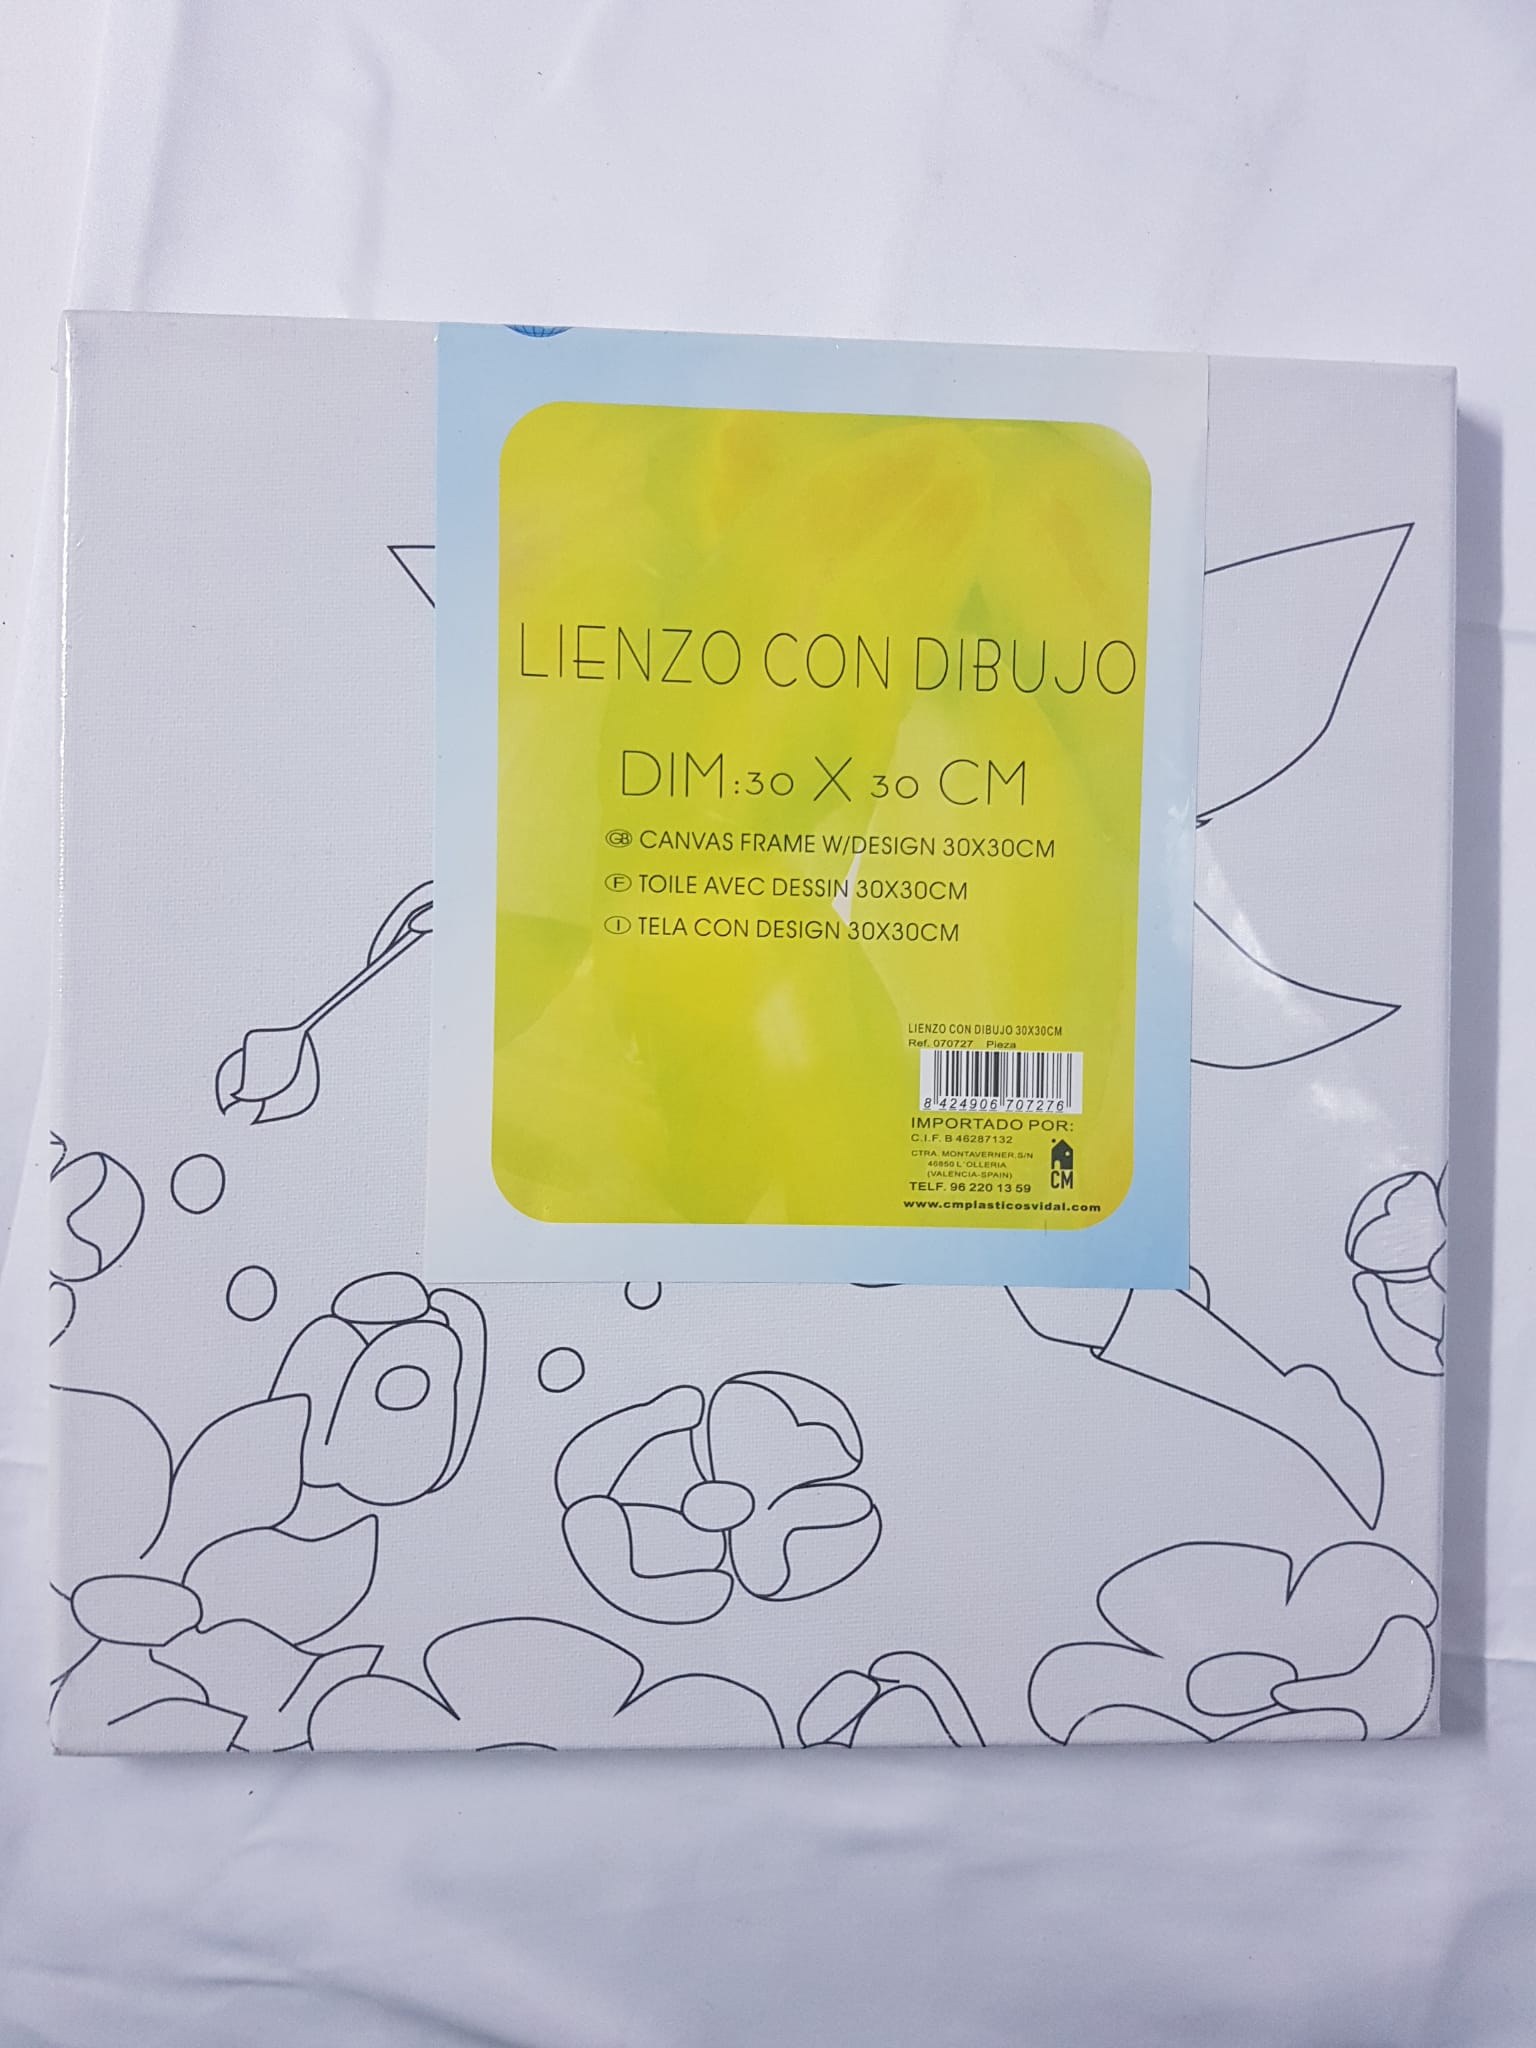 LIENZO CON DIBUJO
DIM:30 X 30 CM
GB CANVAS FRAME W/DESIGN 30X30CM
F TOILE AVEC DESSIN 30X30CM
I TELA CON DESIGN 30X30CM
LIENZO CON DIBUJO 30X30CM
Ref. 070727 Pieza
8 424906 707276
IMPORTADO POR:
C.I.F. B 46287132
CTRA. MONTAVERNER,S/N
46850 L'OLLERIA
(VALENCIA-SPAIN)
CM
TELF. 96 220 13 59
www.cmplasticosvidal.com